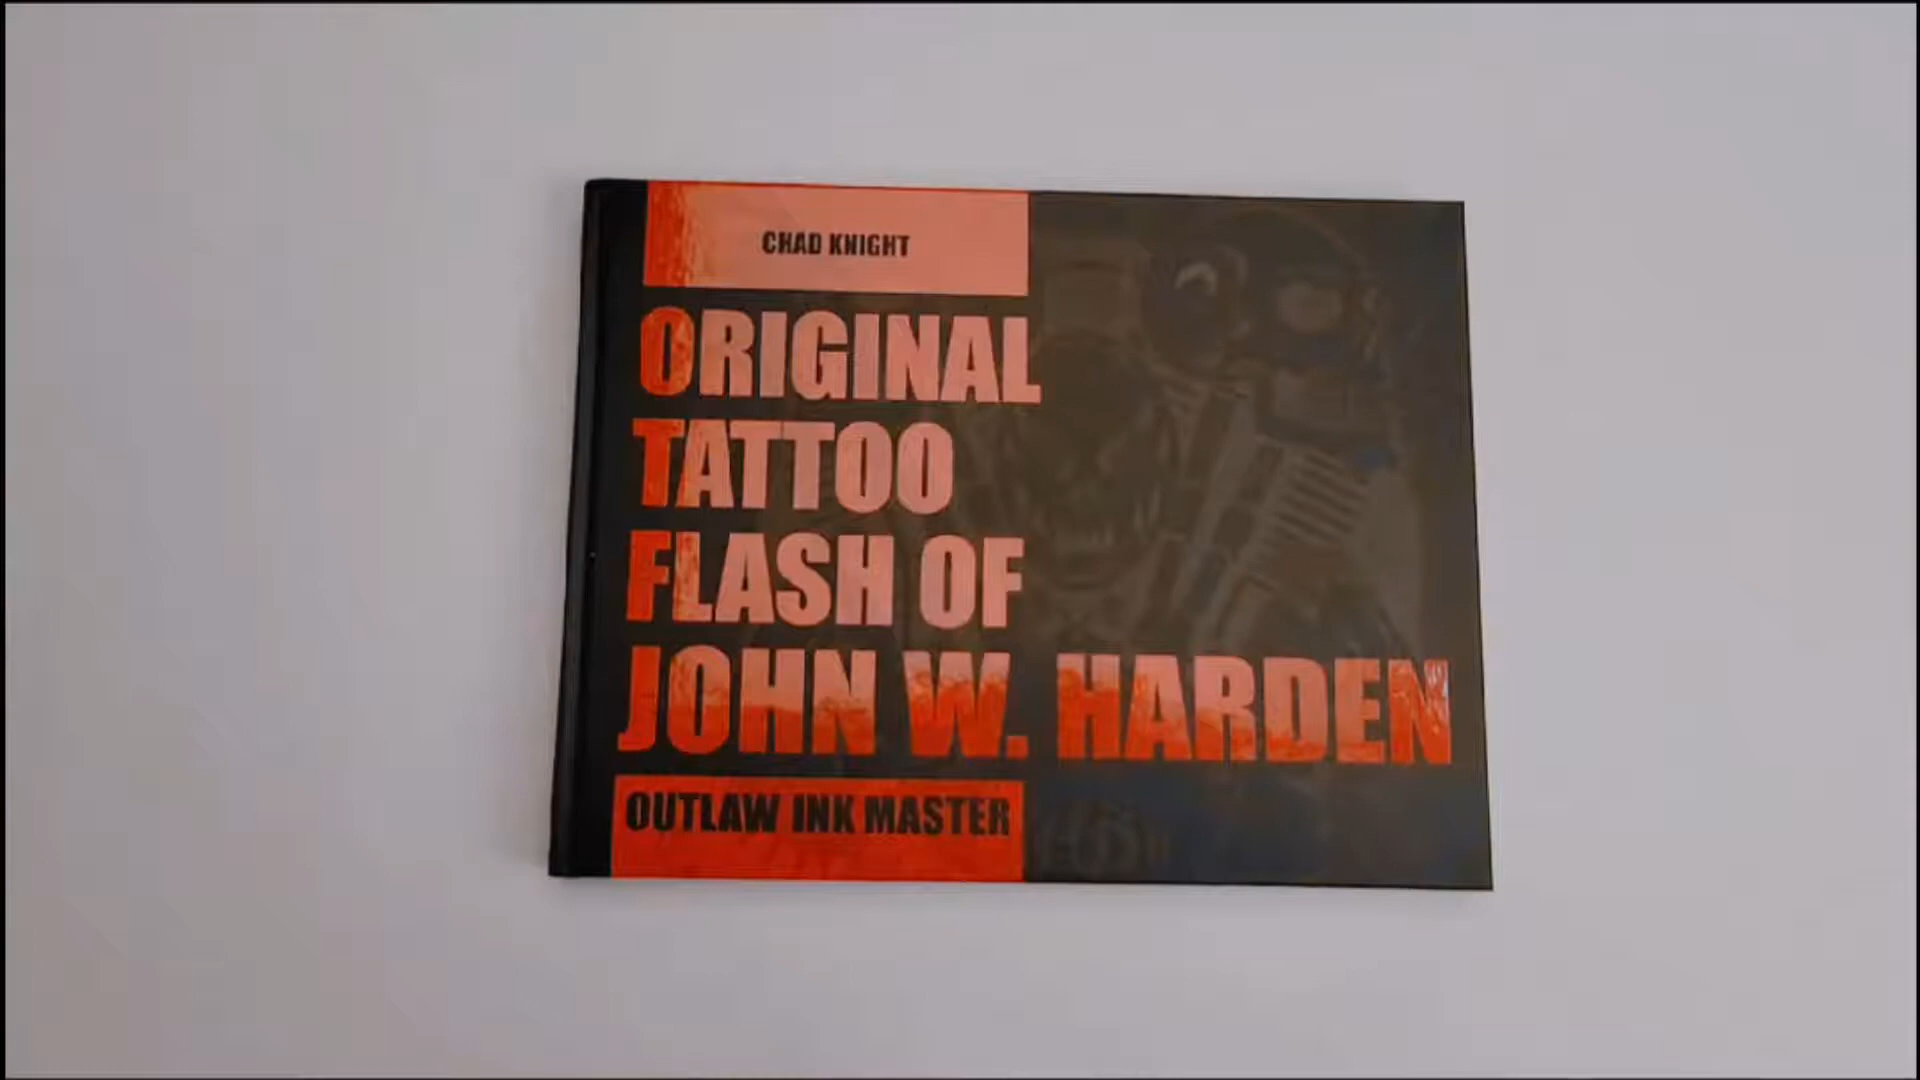 CHAD KNIGHT
ORIGINAL
TATTOO
FLASH OF
JOHN W. HARDEN
OUTLAW INK MASTER